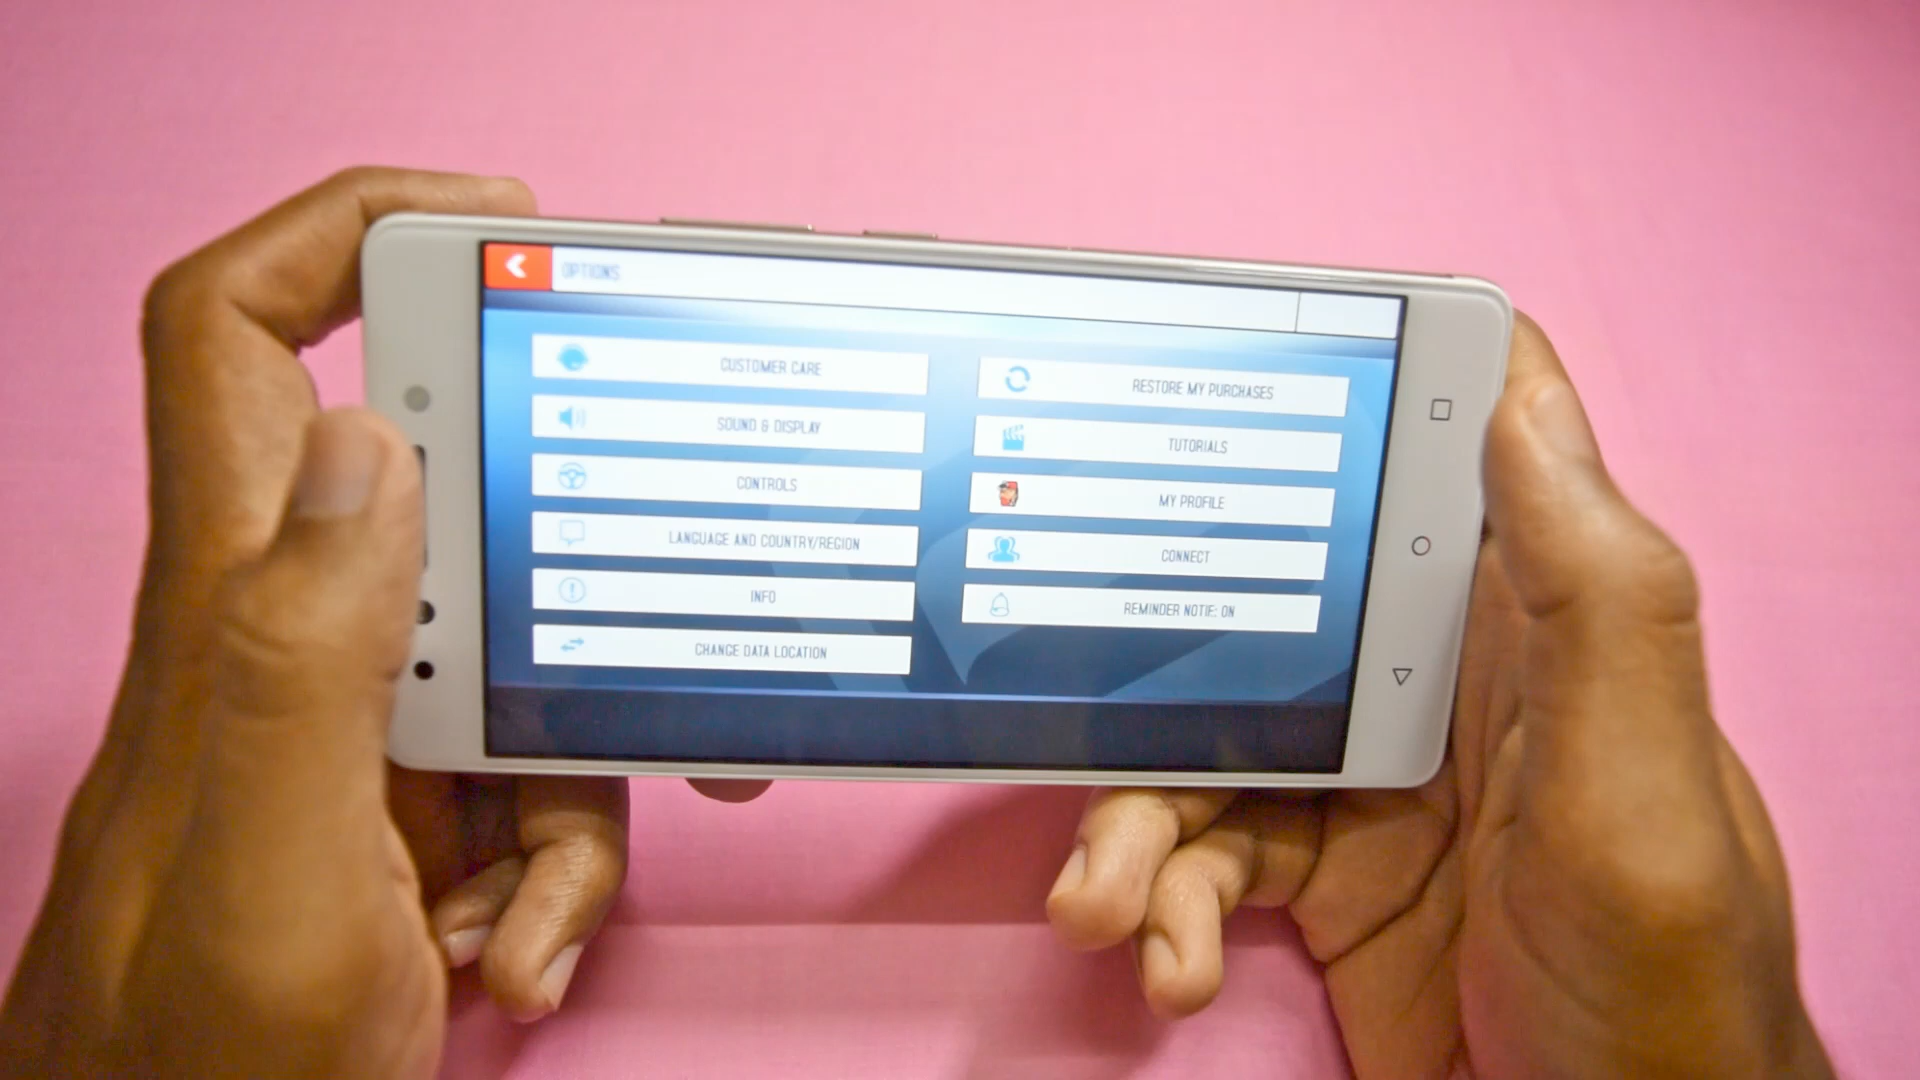 OPTIONS
CUSTOMER CARE
SOUND & DISPLAY
CONTROLS
LANGUAGE AND COUNTRY/REGION
INFO
CHANGE DATA LOCATION
RESTORE MY PURCHASES
TUTORIALS
MY PROFILE
CONNECT
REMINDER NOTIF.: ON